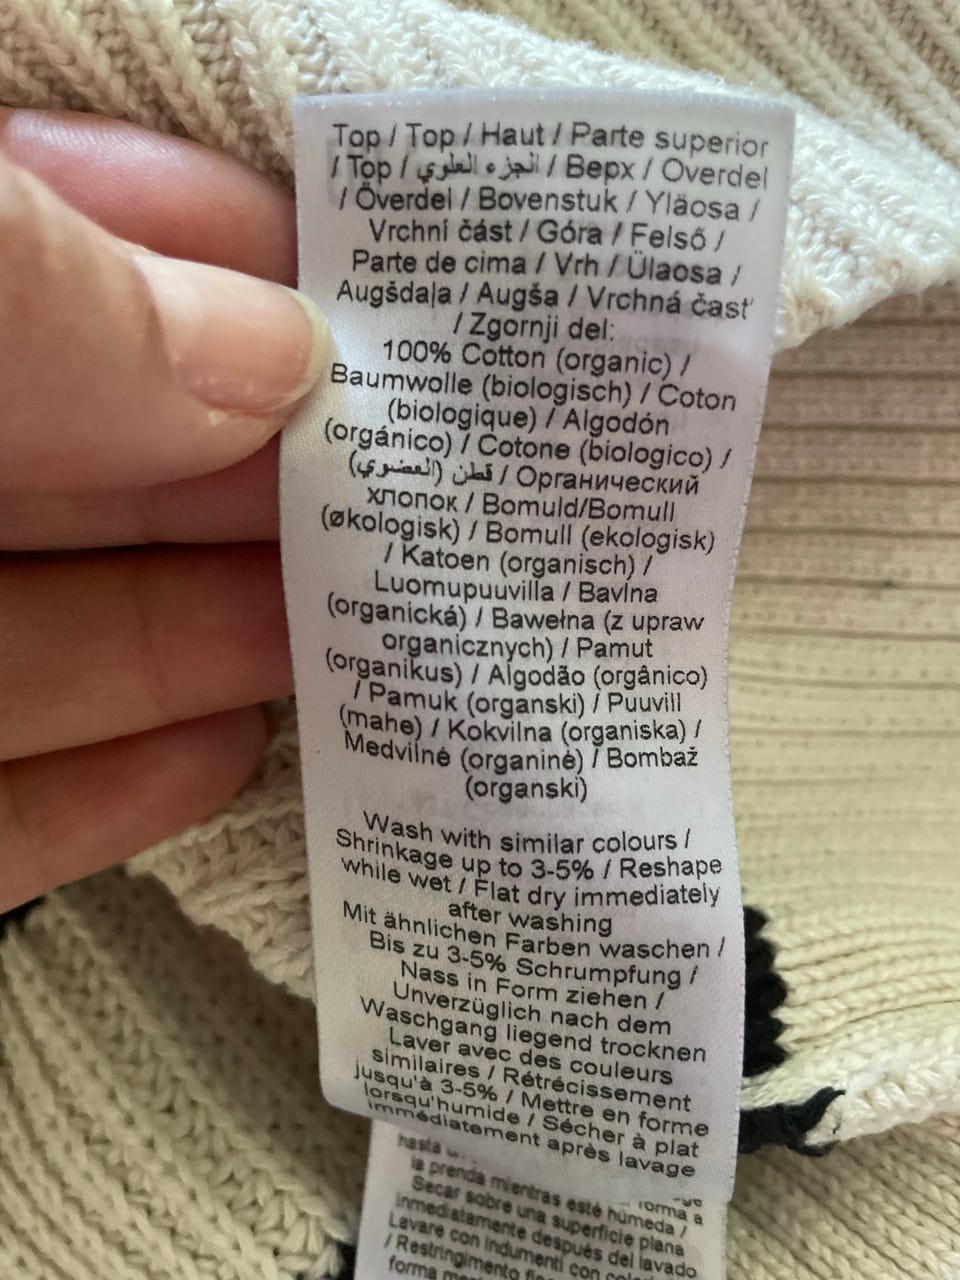 Top / Top / Haut / Parte superior
/ Top / الجزء العلوي / Верх / Overdel
/ Överdel / Bovenstuk / Yläosa /
Vrchní část / Góra / Felső /
Parte de cima / Vrh / Ülaosa /
Augšdaļa / Augša / Vrchná časť
/ Zgornji del:
100% Cotton (organic) /
Baumwolle (biologisch) / Coton
(biologique) / Algodón
(orgánico) / Cotone (biologico) /
قطن (العضوي) / Органический
хлопок / Bomuld/Bomull
(økologisk) / Bomull (ekologisk)
/ Katoen (organisch) /
Luomupuuvilla / Bavlna
(organická) / Bawełna (z upraw
organicznych) / Pamut
(organikus) / Algodão (orgânico)
/ Pamuk (organski) / Puuvill
(mahe) / Kokvilna (organiska) /
Medvilnė (organinė) / Bombaž
(organski)
Wash with similar colours /
Shrinkage up to 3-5% / Reshape
while wet / Flat dry immediately
after washing
Mit ähnlichen Farben waschen /
Bis zu 3-5% Schrumpfung /
Nass in Form ziehen /
Unverzüglich nach dem
Waschgang liegend trocknen
Laver avec des couleurs
similaires / Rétrécissement
jusqu'à 3-5% / Mettre en forme
lorsqu'humide / Sécher à plat
immédiatement après lavage
hasta
forma a
la prenda mientras esté húmeda /
Secar sobre una superficie plana
inmediatamente después del lavado
Lavare con indumenti con
/ Restringimento
forma